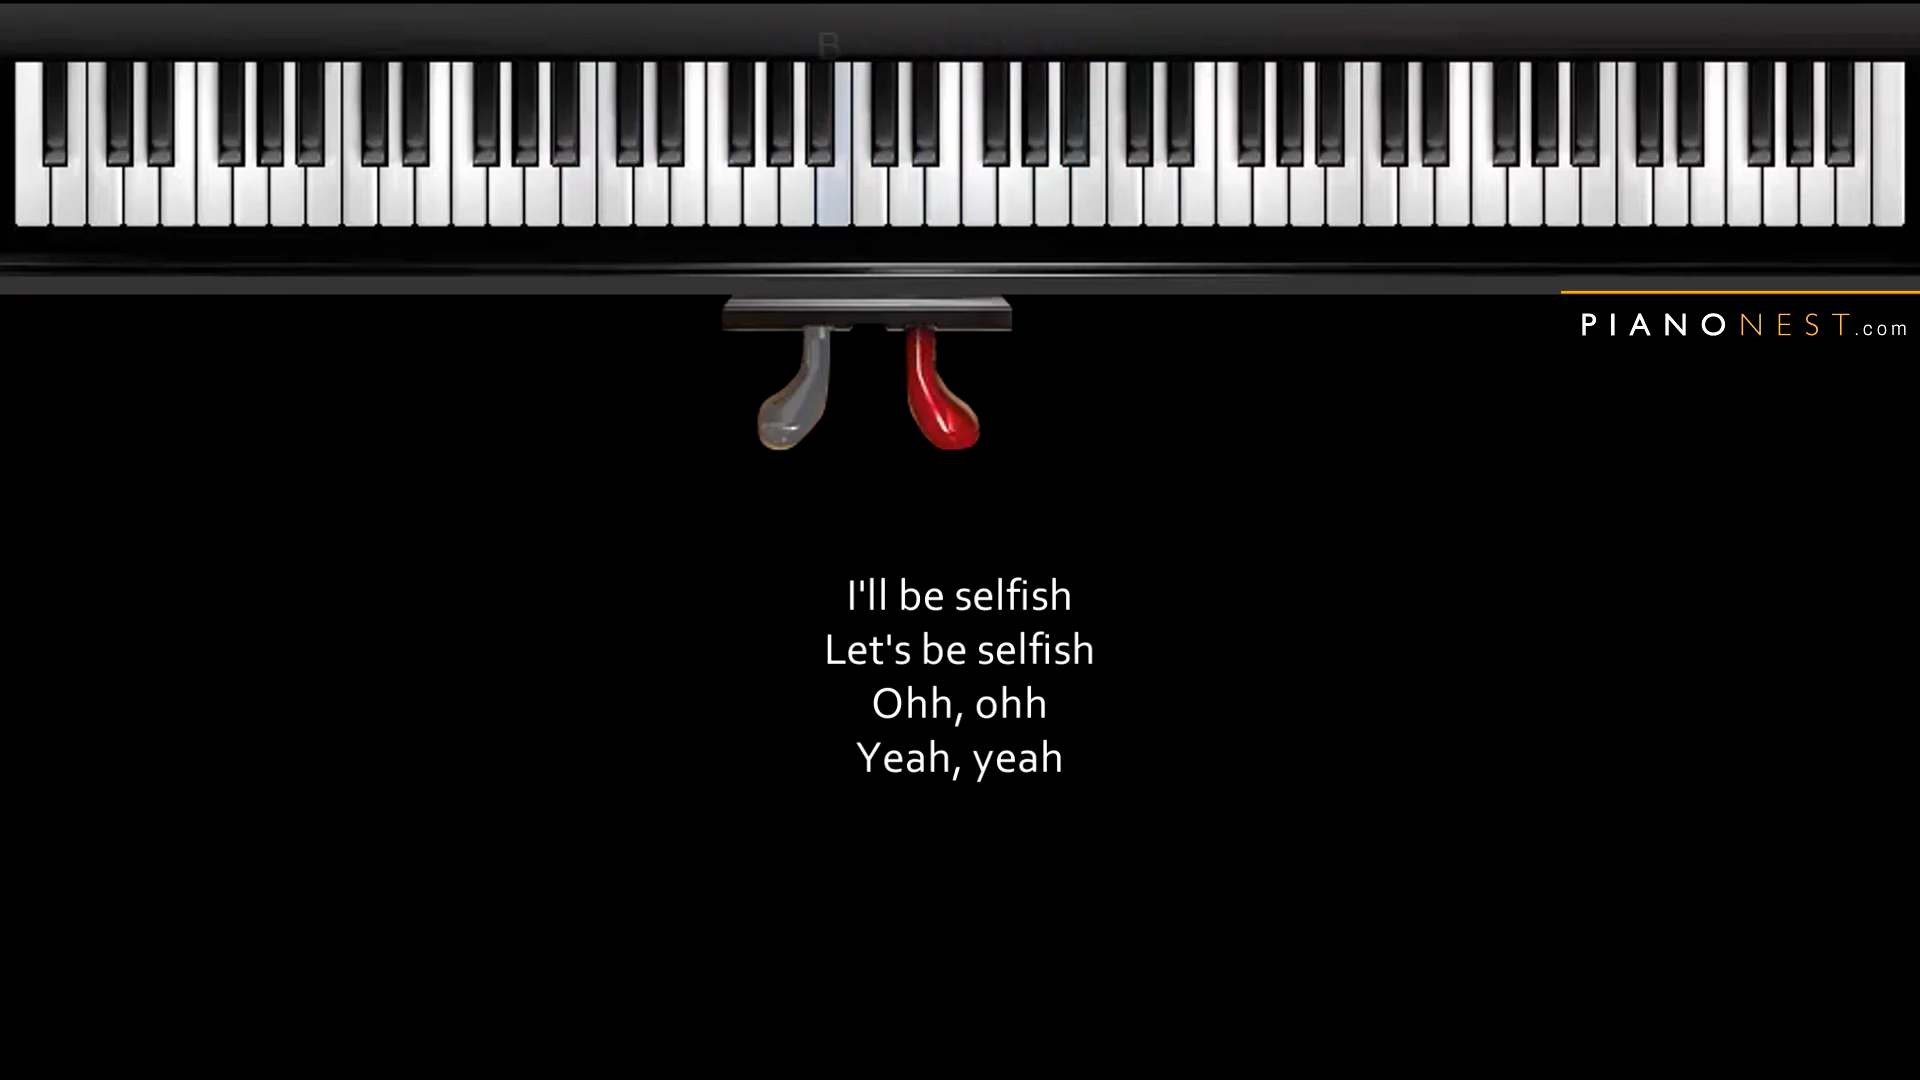 B
PIANONEST.com
I'll be selfish
Let's be selfish
Ohh, ohh
Yeah, yeah